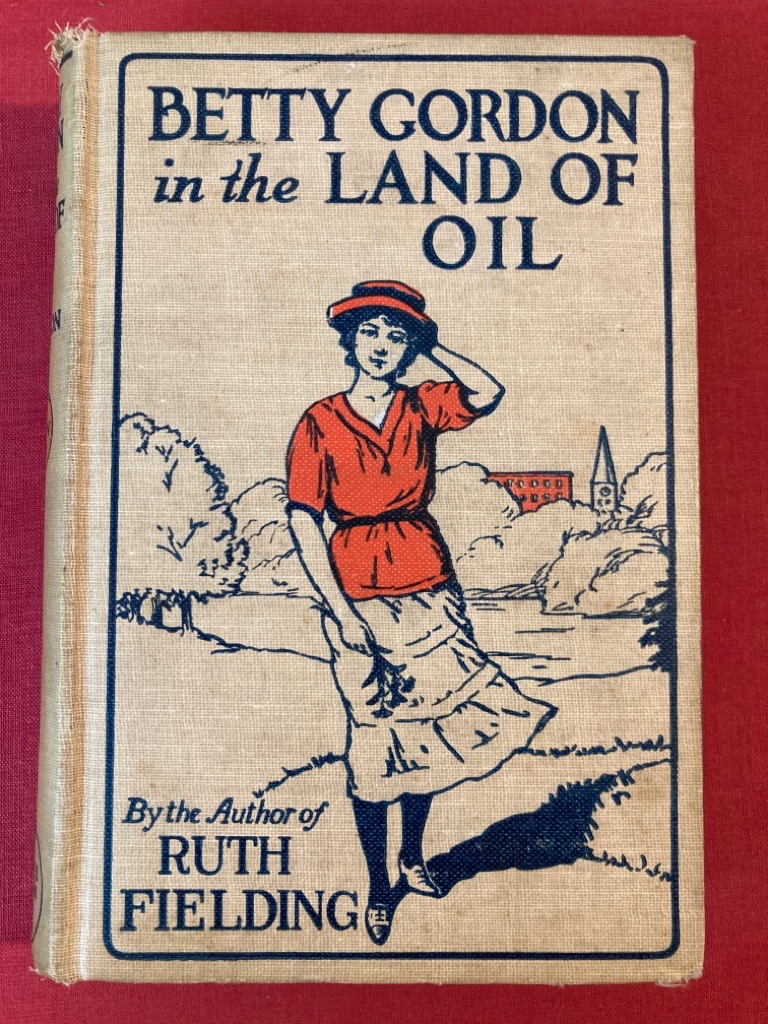 BETTY GORDON
in the LAND OF
OIL
By the Author of
RUTH
FIELDING